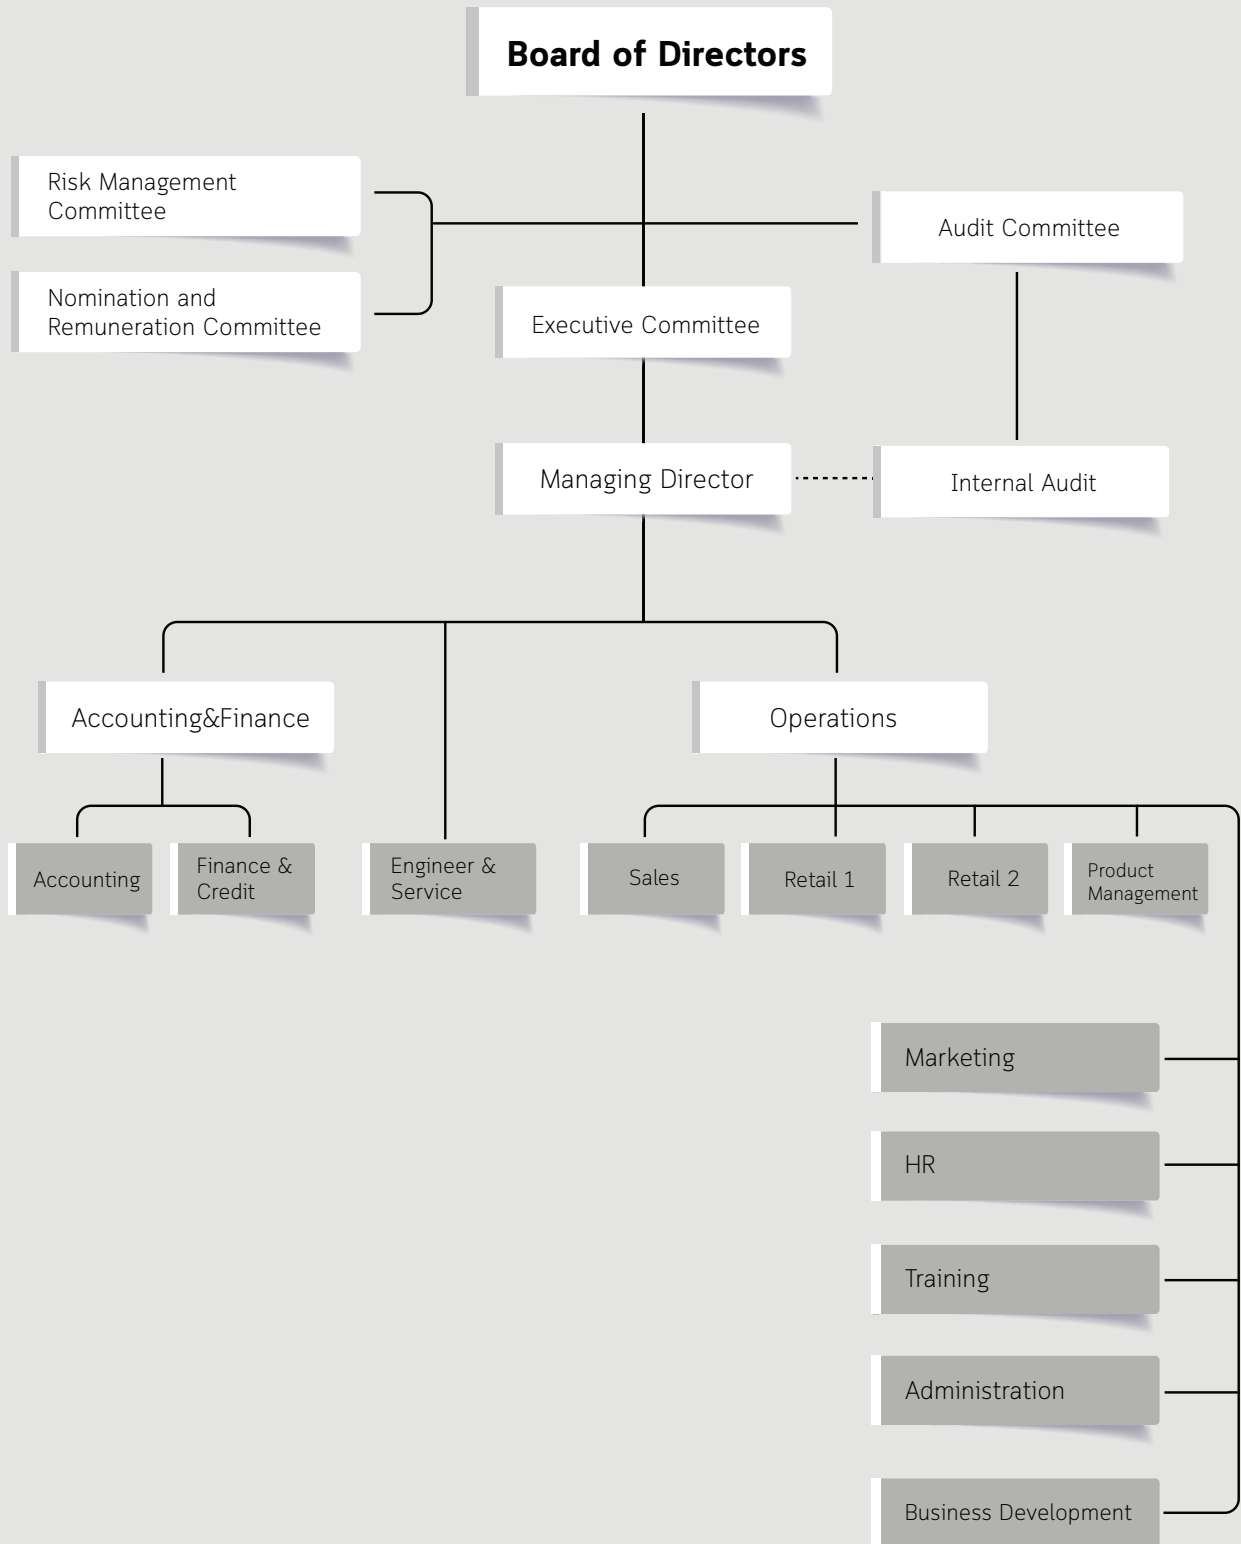 Board of Directors
Risk Management
Committee
Audit Committee
Nomination and
Remuneration Committee
Executive Committee
Managing Director
Internal Audit
Accounting&Finance
Operations
Accounting
Finance &
Credit
Engineer &
Service
Sales
Retail 1
Retail 2
Product
Management
Marketing
HR
Training
Administration
Business Development